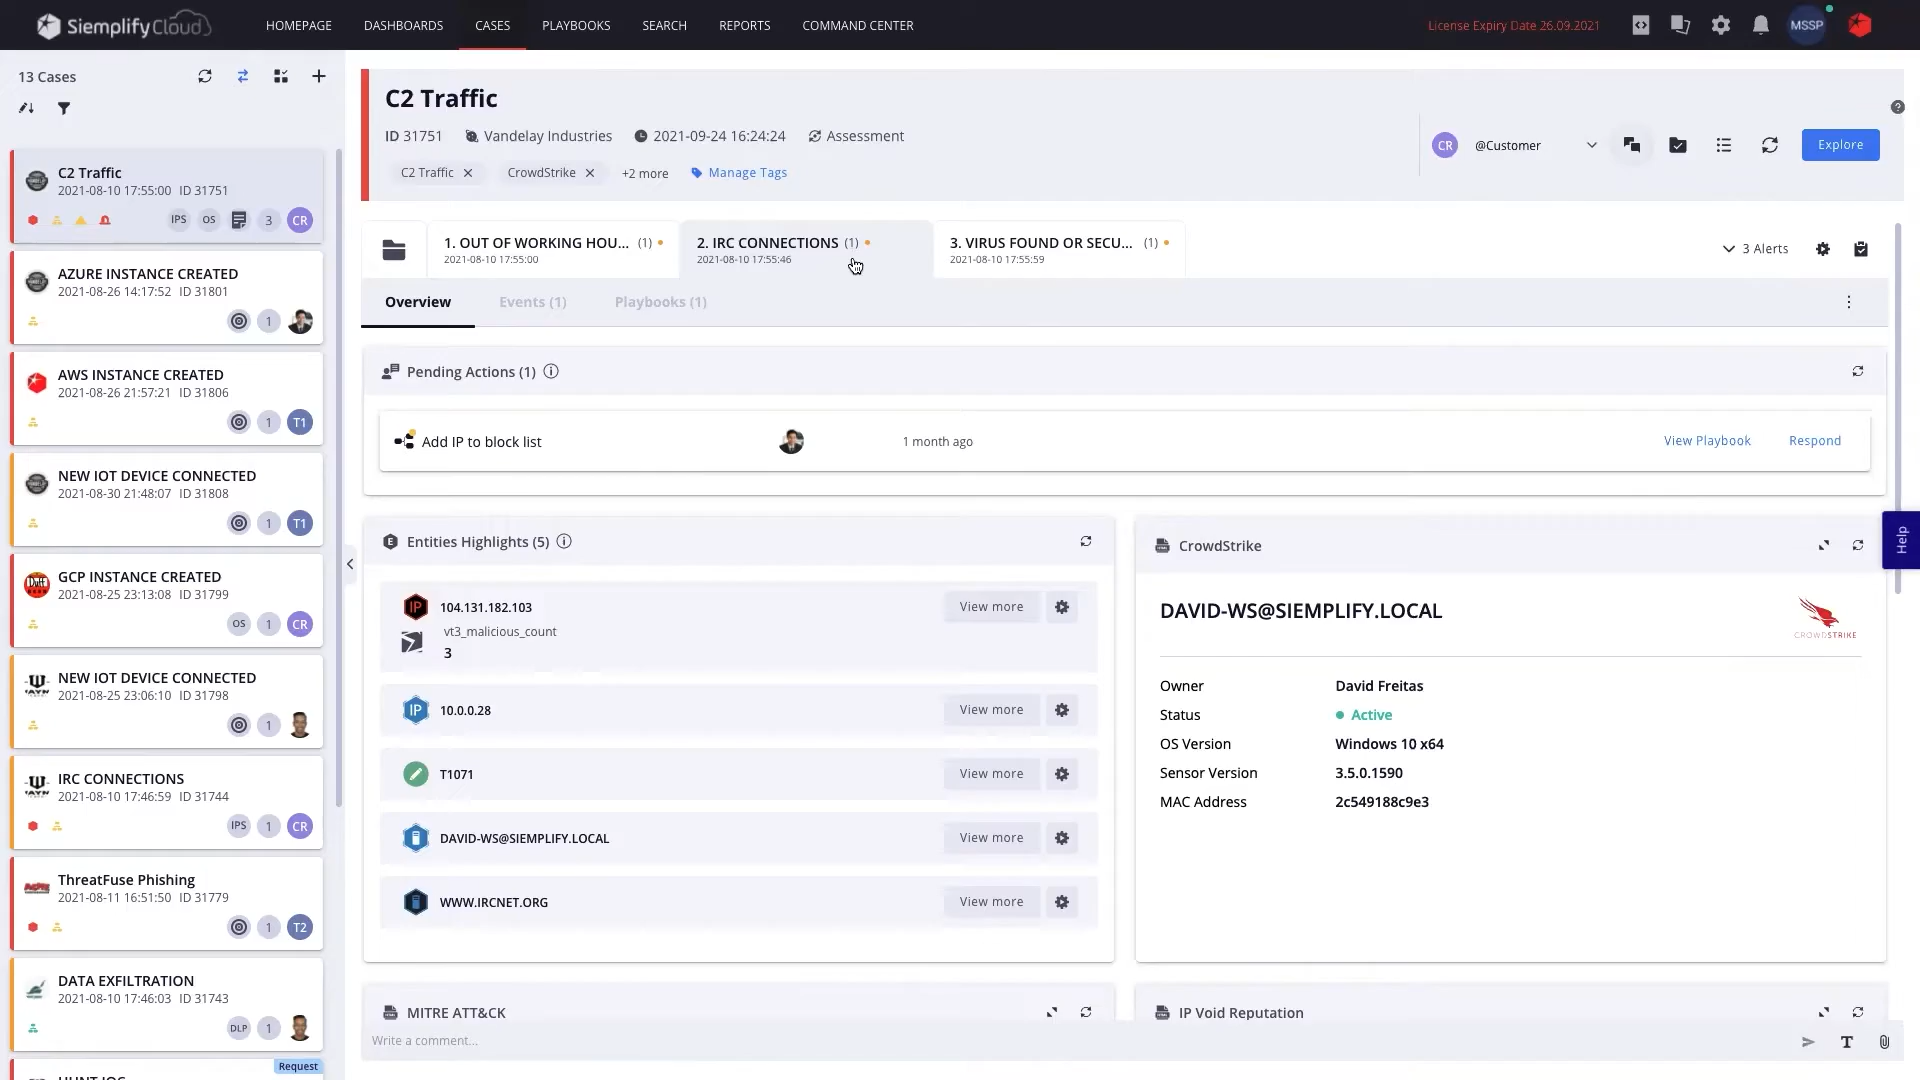 SiemplifyCloud
HOMEPAGE
DASHBOARDS
CASES
PLAYBOOKS
SEARCH
REPORTS
COMMAND CENTER
License Expiry Date 26.09.2021
MSSP
13 Cases
C2 Traffic
2021-08-10 17:55:00 ID 31751
IPS OS 3 CR
AZURE INSTANCE CREATED
2021-08-26 14:17:52 ID 31801
1
AWS INSTANCE CREATED
2021-08-26 21:57:21 ID 31806
1 T1
NEW IOT DEVICE CONNECTED
2021-08-30 21:48:07 ID 31808
1 T1
GCP INSTANCE CREATED
2021-08-25 23:13:08 ID 31799
OS 1 CR
NEW IOT DEVICE CONNECTED
2021-08-25 23:06:10 ID 31798
1
IRC CONNECTIONS
2021-08-10 17:46:59 ID 31744
IPS 1 CR
ThreatFuse Phishing
2021-08-11 16:51:50 ID 31779
1 T2
DATA EXFILTRATION
2021-08-10 17:46:03 ID 31743
DLP 1
Request
C2 Traffic
ID 31751 Vandelay Industries 2021-09-24 16:24:24 Assessment
C2 Traffic CrowdStrike +2 more Manage Tags
CR @Customer
Explore
1. OUT OF WORKING HOU... (1)
2021-08-10 17:55:00
2. IRC CONNECTIONS (1)
2021-08-10 17:55:46
3. VIRUS FOUND OR SECU... (1)
2021-08-10 17:55:59
3 Alerts
Overview
Events (1)
Playbooks (1)
Pending Actions (1)
Add IP to block list
1 month ago
View Playbook
Respond
Entities Highlights (5)
IP 104.131.182.103 View more
vt3_malicious_count
3
IP 10.0.0.28 View more
T1071 View more
DAVID-WS@SIEMPLIFY.LOCAL View more
WWW.IRCNET.ORG View more
CrowdStrike
DAVID-WS@SIEMPLIFY.LOCAL
CROWDSTRIKE
Owner David Freitas
Status Active
OS Version Windows 10 x64
Sensor Version 3.5.0.1590
MAC Address 2c549188c9e3
Help
MITRE ATT&CK
IP Void Reputation
Write a comment...